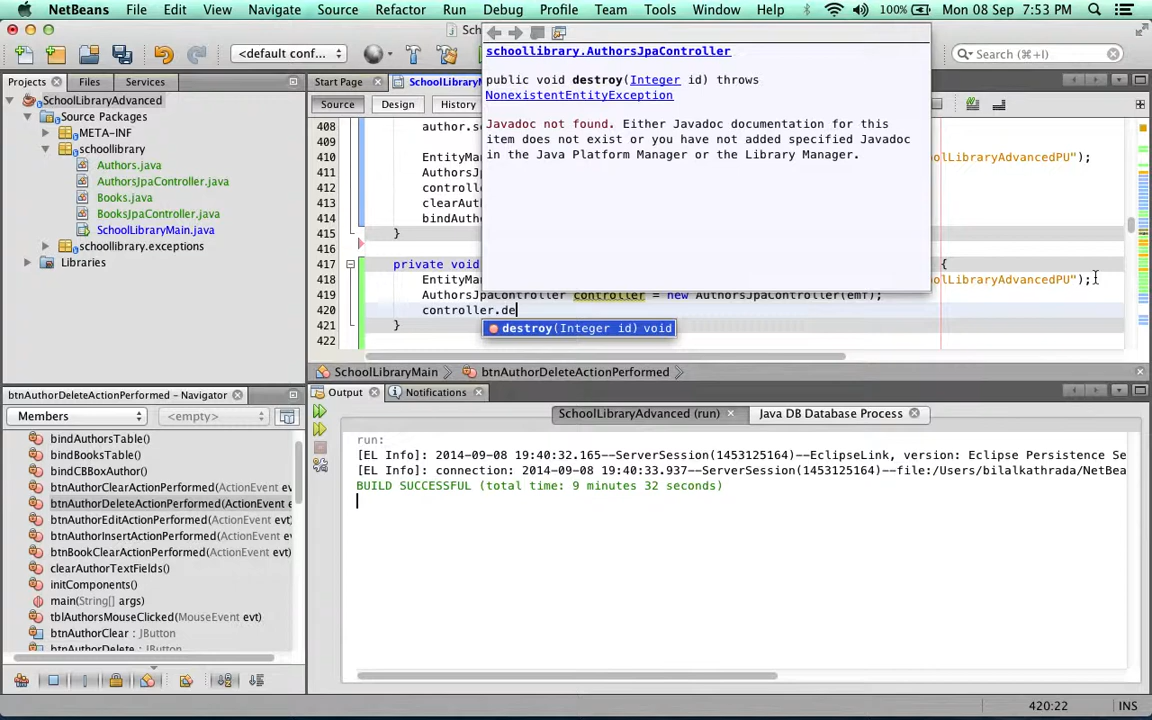 NetBeans File Edit View Navigate Source Refactor Run Debug Profile Team Tools Window Help 100% Mon 08 Sep 7:53 PM
<default conf...
Search (⌘+I)
Projects Files Services
SchoolLibraryAdvanced
Source Packages
META-INF
schoollibrary
Authors.java
AuthorsJpaController.java
Books.java
BooksJpaController.java
SchoolLibraryMain.java
schoollibrary.exceptions
Libraries
Start Page
Source Design History
schoollibrary.AuthorsJpaController
public void destroy(Integer id) throws
NonexistentEntityException
Javadoc not found. Either Javadoc documentation for this
item does not exist or you have not added specified Javadoc
in the Java Platform Manager or the Library Manager.
408
409
410
411
412
413
414
415 }
416
417 private void {
418
419 AuthorsJpaController controller = new AuthorsJpaController(emf);
420 controller.de
421 }
422
destroy(Integer id) void
SchoolLibraryMain btnAuthorDeleteActionPerformed
btnAuthorDeleteActionPerformed - Navigator
Members <empty>
bindAuthorsTable()
bindBooksTable()
bindCBBoxAuthor()
btnAuthorClearActionPerformed(ActionEvent
btnAuthorDeleteActionPerformed(ActionEvent e
btnAuthorEditActionPerformed(ActionEvent evt)
btnAuthorInsertActionPerformed(ActionEvent
btnBookClearActionPerformed(ActionEvent evt)
clearAuthorTextFields()
initComponents()
main(String[] args)
tblAuthorsMouseClicked(MouseEvent evt)
btnAuthorClear : JButton
btnAuthorDelete : JButton
Output Notifications
SchoolLibraryAdvanced (run) Java DB Database Process
run:
[EL Info]: 2014-09-08 19:40:32.165--ServerSession(1453125164)--EclipseLink, version: Eclipse Persistence Se
[EL Info]: connection: 2014-09-08 19:40:33.937--ServerSession(1453125164)--file:/Users/bilalkathrada/NetBea
BUILD SUCCESSFUL (total time: 9 minutes 32 seconds)
420:22 INS